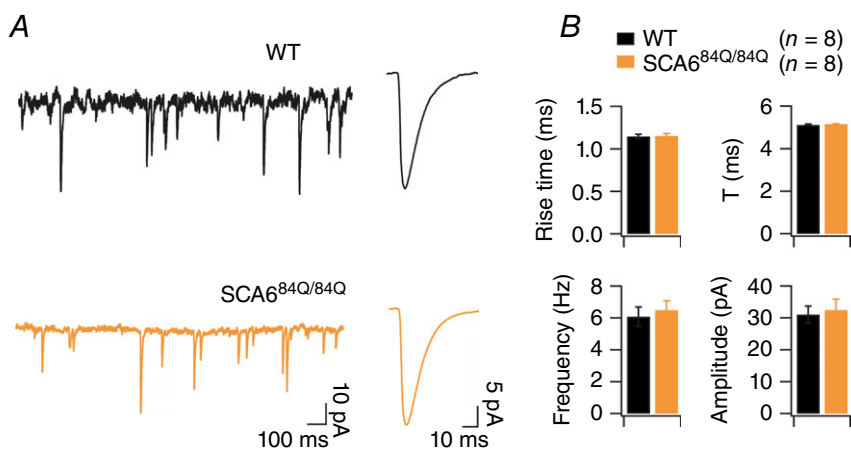 A
WT
SCA6^84Q/84Q
10 pA
100 ms
5 pA
10 ms
B
WT (n = 8)
SCA6^84Q/84Q (n = 8)
Rise time (ms)
1.5
1.0
0.5
0.0
T (ms)
6
4
2
0
Frequency (Hz)
8
6
4
2
0
Amplitude (pA)
40
30
20
10
0